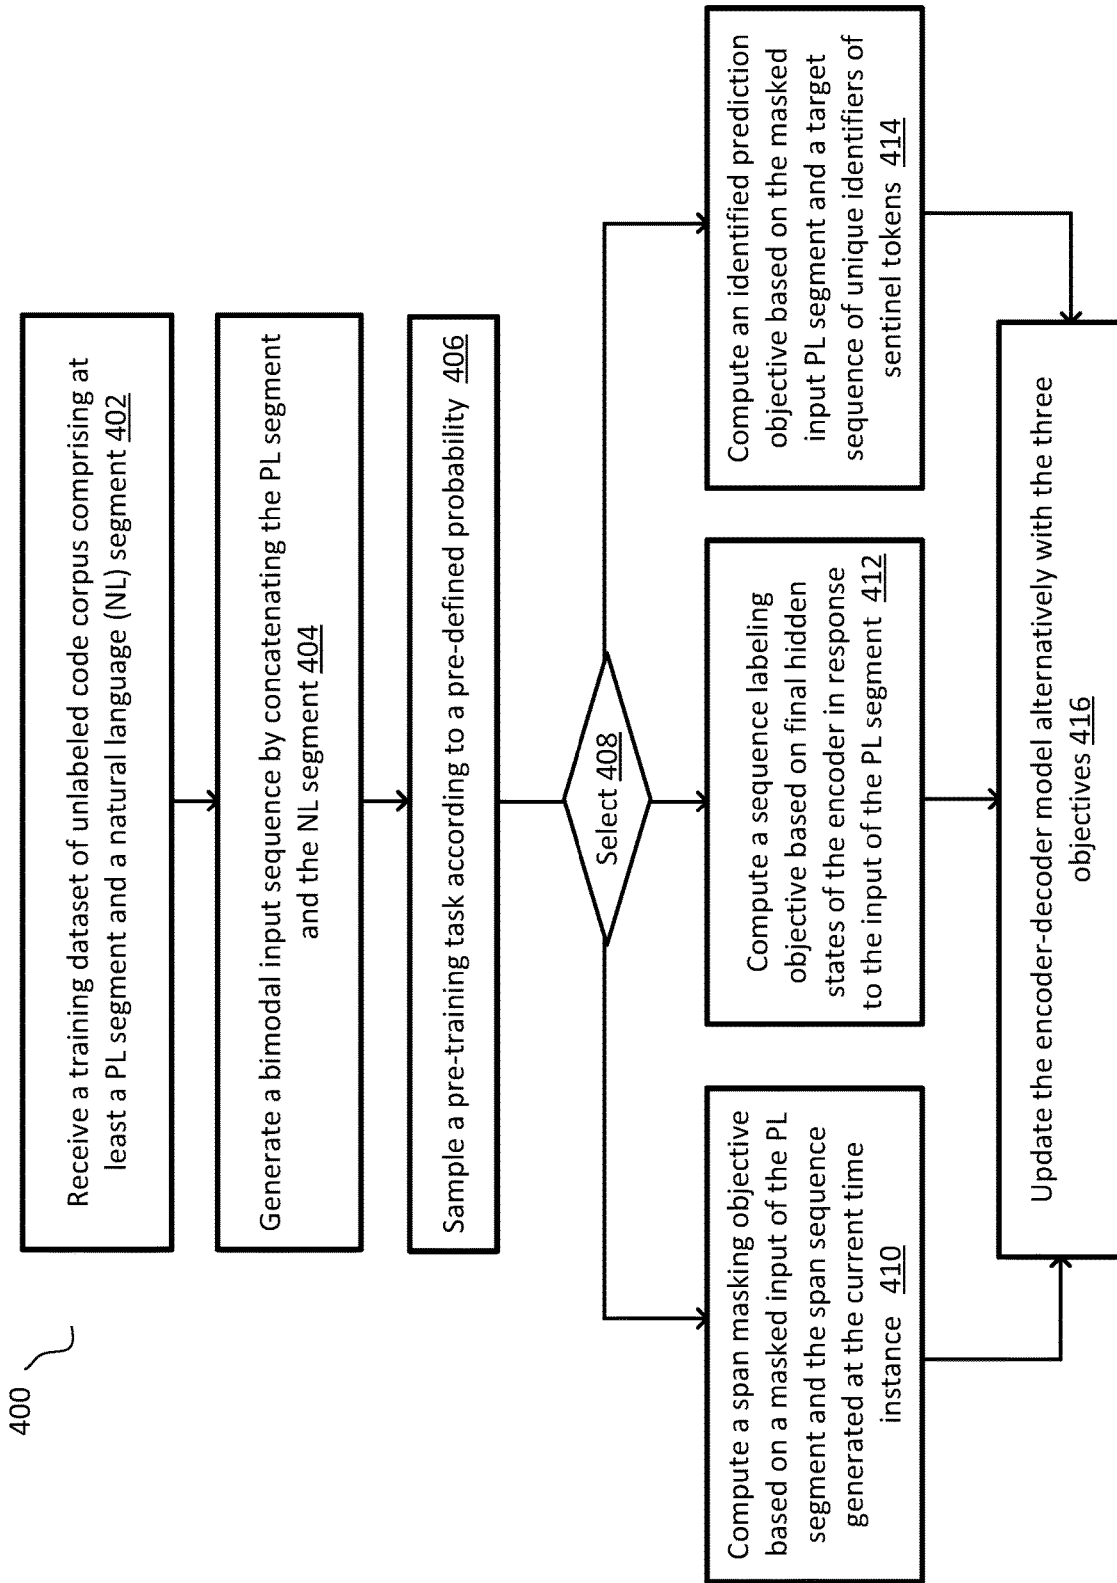 400
Receive a training dataset of unlabeled code corpus comprising at
least a PL segment and a natural language (NL) segment 402
Generate a bimodal input sequence by concatenating the PL segment
and the NL segment 404
Sample a pre-training task according to a pre-defined probability 406
Select 408
Compute a span masking objective
based on a masked input of the PL
segment and the span sequence
generated at the current time
instance 410
Compute a sequence labeling
objective based on final hidden
states of the encoder in response
to the input of the PL segment 412
Compute an identified prediction
objective based on the masked
input PL segment and a target
sequence of unique identifiers of
sentinel tokens 414
Update the encoder-decoder model alternatively with the three
objectives 416